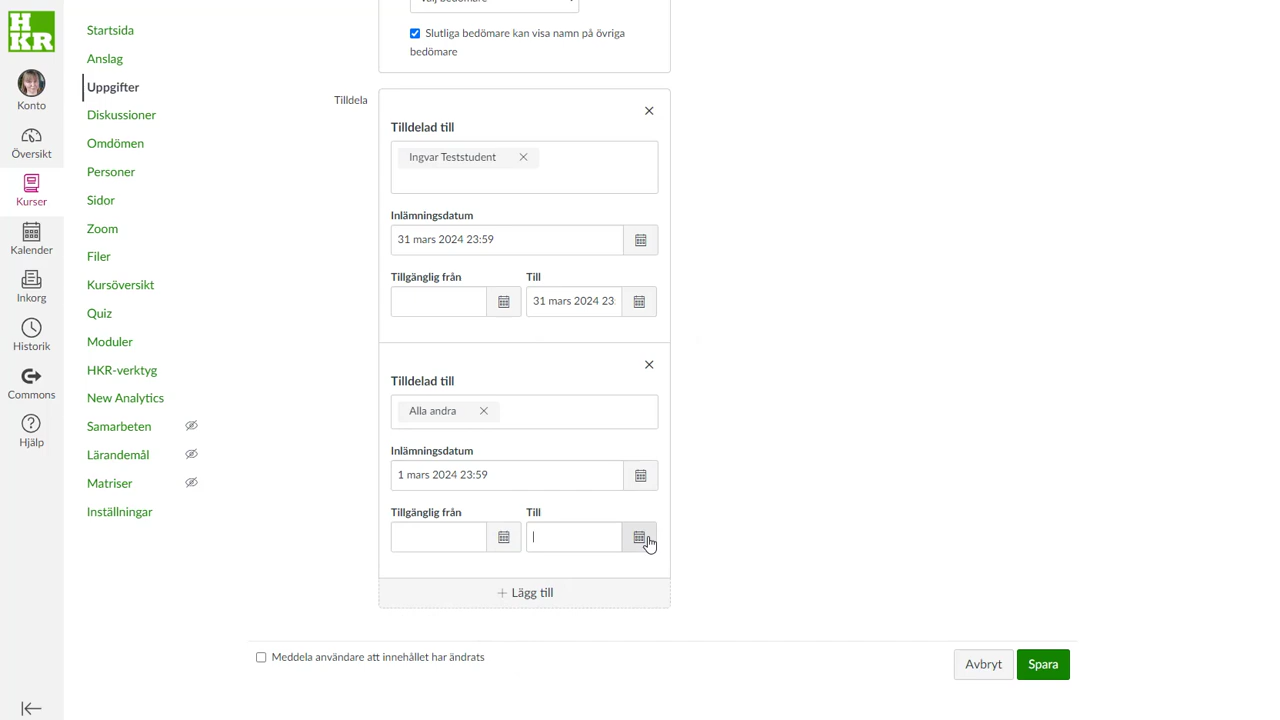 HKR
Konto
Översikt
Kurser
Kalender
Inkorg
Historik
Commons
Hjälp
Startsida
Anslag
Uppgifter
Diskussioner
Omdömen
Personer
Sidor
Zoom
Filer
Kursöversikt
Quiz
Moduler
HKR-verktyg
New Analytics
Samarbeten
Lärandemål
Matriser
Inställningar
Slutliga bedömare kan visa namn på övriga
bedömare
Tilldela
Tilldelad till
Ingvar Teststudent
Inlämningsdatum
31 mars 2024 23:59
Tillgänglig från Till
31 mars 2024 23:
Tilldelad till
Alla andra
Inlämningsdatum
1 mars 2024 23:59
Tillgänglig från Till
+ Lägg till
Meddela användare att innehållet har ändrats
Avbryt Spara